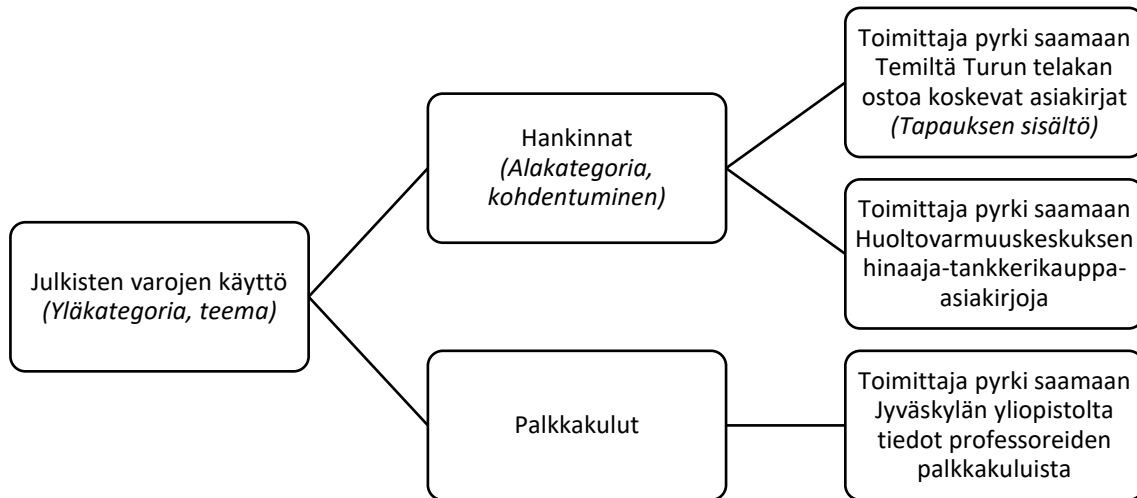 Julkisten varojen käyttö
(Yläkategoria, teema)
Hankinnat
(Alakategoria,
kohdentuminen)
Palkkakulut
Toimittaja pyrki saamaan
Temiltä Turun telakan
ostoa koskevat asiakirjat
(Tapauksen sisältö)
Toimittaja pyrki saamaan
Huoltovarmuuskeskuksen
hinaaja-tankkerikauppa-
asiakirjoja
Toimittaja pyrki saamaan
Jyväskylän yliopistolta
tiedot professoreiden
palkkakuluista